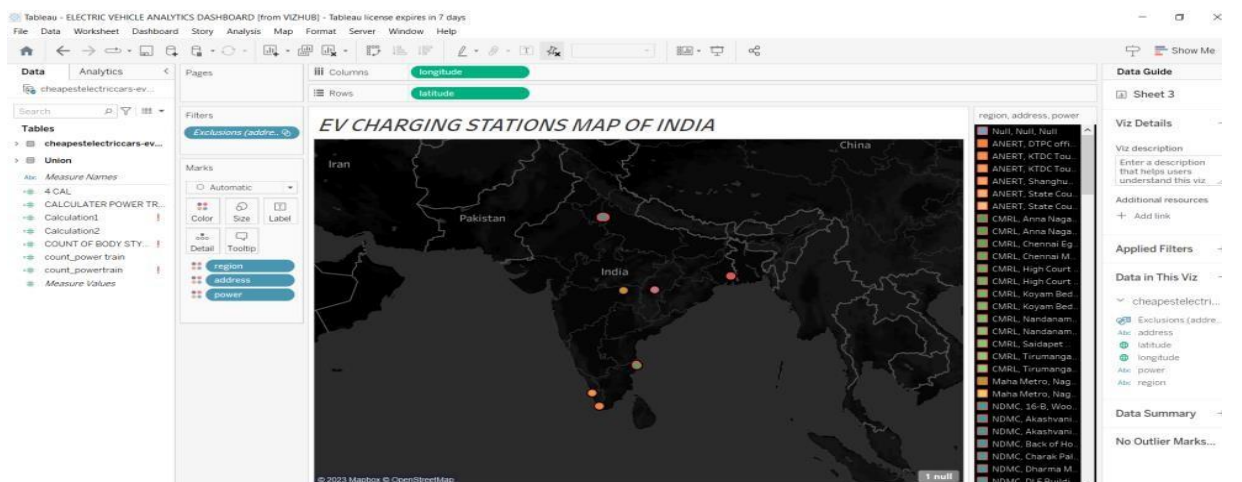 Tableau - ELECTRIC VEHICLE ANALYTICS DASHBOARD [from VIZHUB] - Tableau license expires in 7 days
File Data Worksheet Dashboard Story Analysis Map Format Server Window Help
Show Me
Data Analytics
cheapestelectriccars-ev...
Search
Tables
cheapestelectriccars-ev...
Union
Abc Measure Names
4 CAL
CALCULATER POWER TR...
Calculation1 !
Calculation2
COUNT OF BODY STY... !
count_power train
count_powertrain !
Measure Values
Pages
Filters
Exclusions (addre..
Marks
Automatic
Color Size Label
Detail Tooltip
region
address
power
Columns longitude
Rows latitude
EV CHARGING STATIONS MAP OF INDIA
Iran
China
Pakistan
India
© 2023 Mapbox © OpenStreetMap
1 null
region, address, power
Null, Null, Null
ANERT, DTPC offi...
ANERT, KTDC Tou...
ANERT, KTDC Tou...
ANERT, Shanghu...
ANERT, State Cou...
ANERT, State Cou...
CMRL, Anna Naga...
CMRL, Anna Naga...
CMRL, Chennai Eg...
CMRL, Chennai M...
CMRL, High Court ...
CMRL, High Court ...
CMRL, Koyam Bed...
CMRL, Koyam Bed...
CMRL, Nandanam...
CMRL, Nandanam...
CMRL, Saidapet ...
CMRL, Tirumanga...
CMRL, Tirumanga...
Maha Metro, Nag...
Maha Metro, Nag...
NDMC, 16-B, Woo...
NDMC, Akashvani...
NDMC, Akashvani...
NDMC, Back of Ho...
NDMC, Charak Pal...
NDMC, Dharma M...
NDMC, DLF Buildi...
Data Guide
Sheet 3
Viz Details
Viz description
Enter a description
that helps users
understand this viz
Additional resources
+ Add link
Applied Filters
Data in This Viz
cheapestelectri...
Exclusions (addre..
Abc address
latitude
longitude
Abc power
Abc region
Data Summary
No Outlier Marks...